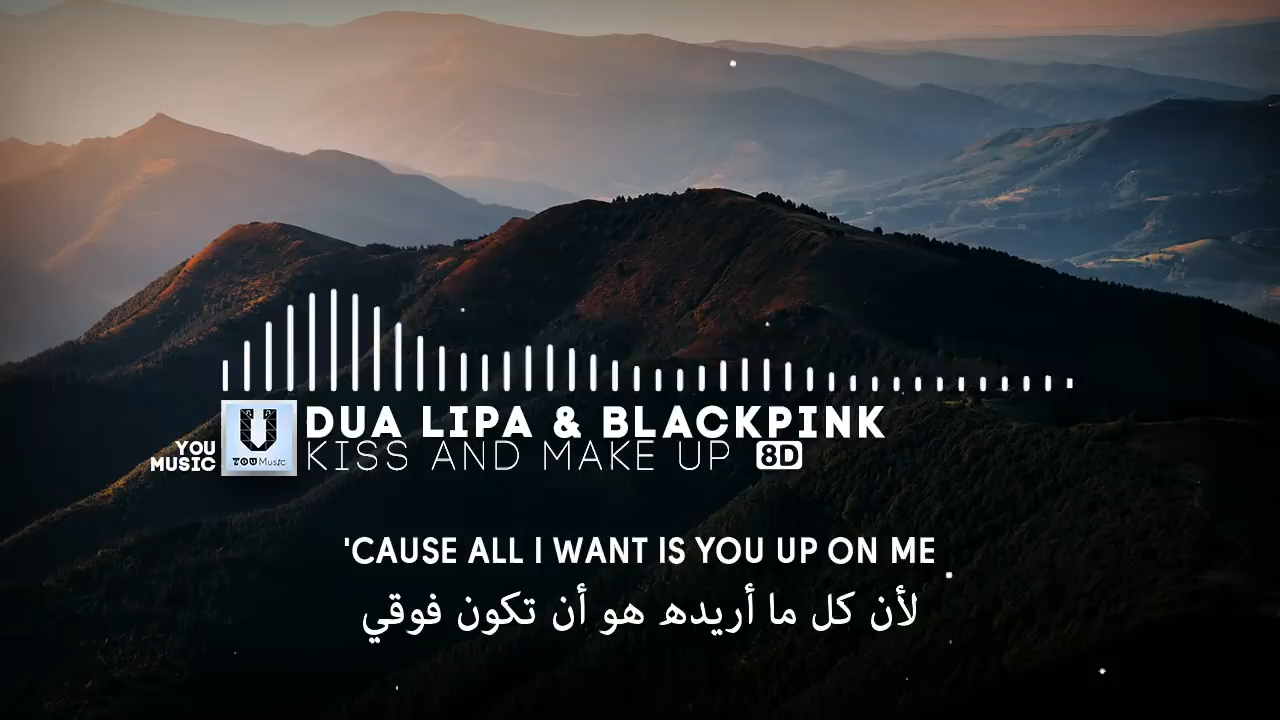 DUA LIPA & BLACKPINK
KISS AND MAKE UP 8D
YOU
MUSIC
U
YOU Music
'CAUSE ALL I WANT IS YOU UP ON ME
لأن كل ما أريده هو أن تكون فوقي